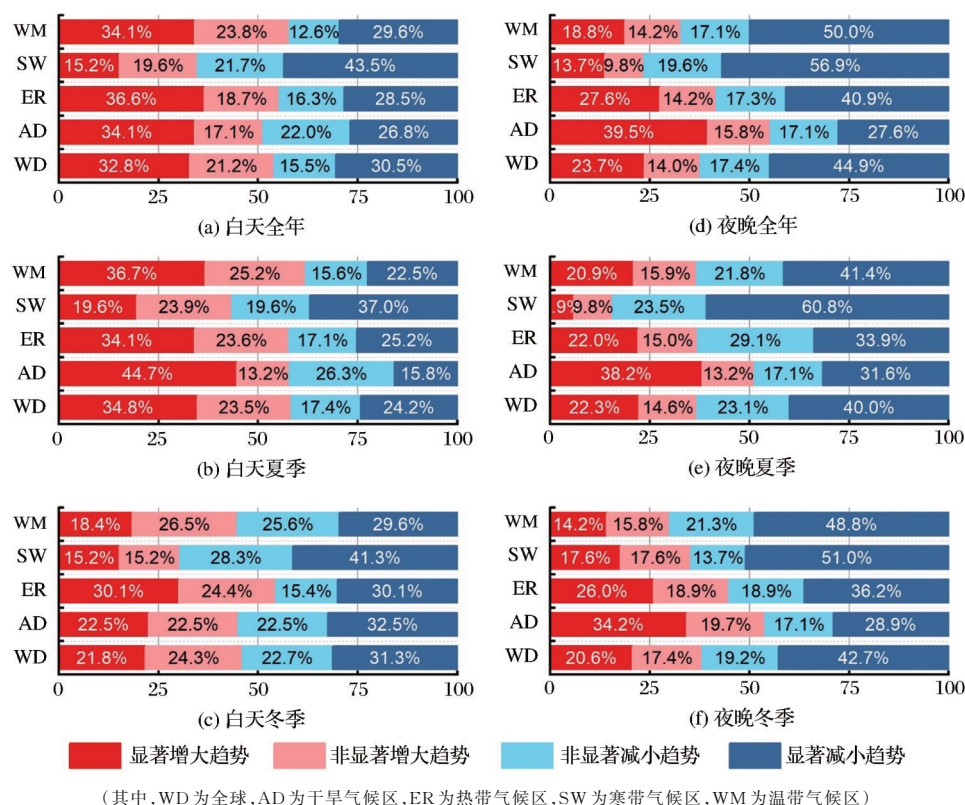 WM 34.1% 23.8% 12.6% 29.6%
SW 15.2% 19.6% 21.7% 43.5%
ER 36.6% 18.7% 16.3% 28.5%
AD 34.1% 17.1% 22.0% 26.8%
WD 32.8% 21.2% 15.5% 30.5%
0 25 50 75 100
(a) 白天全年
WM 18.8% 14.2% 17.1% 50.0%
SW 13.7% 9.8% 19.6% 56.9%
ER 27.6% 14.2% 17.3% 40.9%
AD 39.5% 15.8% 17.1% 27.6%
WD 23.7% 14.0% 17.4% 44.9%
0 25 50 75 100
(d) 夜晚全年
WM 36.7% 25.2% 15.6% 22.5%
SW 19.6% 23.9% 19.6% 37.0%
ER 34.1% 23.6% 17.1% 25.2%
AD 44.7% 13.2% 26.3% 15.8%
WD 34.8% 23.5% 17.4% 24.2%
0 25 50 75 100
(b) 白天夏季
WM 20.9% 15.9% 21.8% 41.4%
SW .9% 9.8% 23.5% 60.8%
ER 22.0% 15.0% 29.1% 33.9%
AD 38.2% 13.2% 17.1% 31.6%
WD 22.3% 14.6% 23.1% 40.0%
0 25 50 75 100
(e) 夜晚夏季
WM 18.4% 26.5% 25.6% 29.6%
SW 15.2% 15.2% 28.3% 41.3%
ER 30.1% 24.4% 15.4% 30.1%
AD 22.5% 22.5% 22.5% 32.5%
WD 21.8% 24.3% 22.7% 31.3%
0 25 50 75 100
(c) 白天冬季
WM 14.2% 15.8% 21.3% 48.8%
SW 17.6% 17.6% 13.7% 51.0%
ER 26.0% 18.9% 18.9% 36.2%
AD 34.2% 19.7% 17.1% 28.9%
WD 20.6% 17.4% 19.2% 42.7%
0 25 50 75 100
(f) 夜晚冬季
显著增大趋势 非显著增大趋势 非显著减小趋势 显著减小趋势
(其中,WD为全球,AD为干旱气候区,ER为热带气候区,SW为寒带气候区,WM为温带气候区)